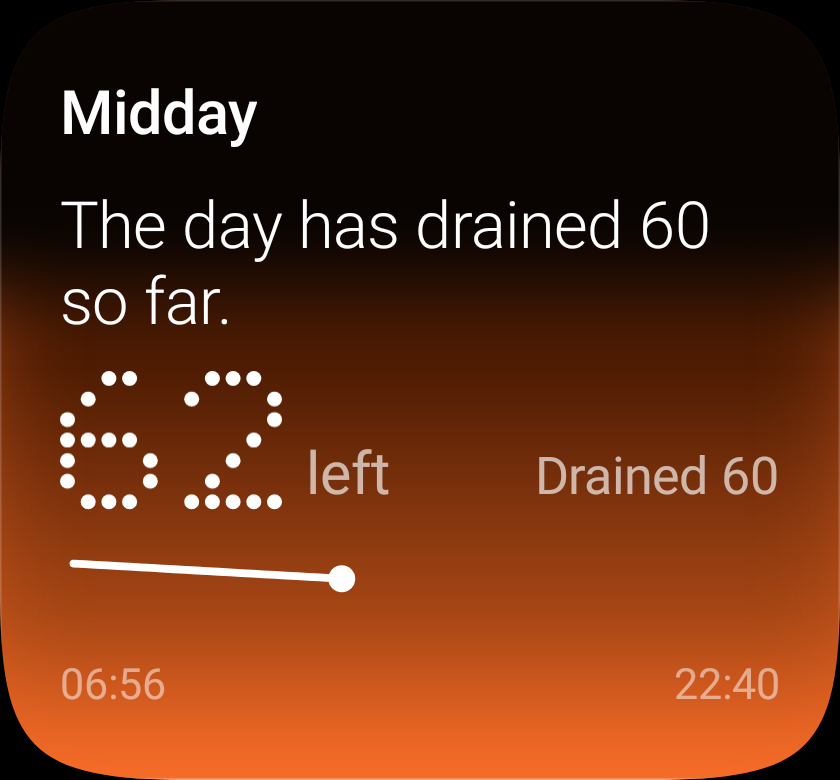 Midday
The day has drained 60
so far.
62 left Drained 60
06:56 22:40